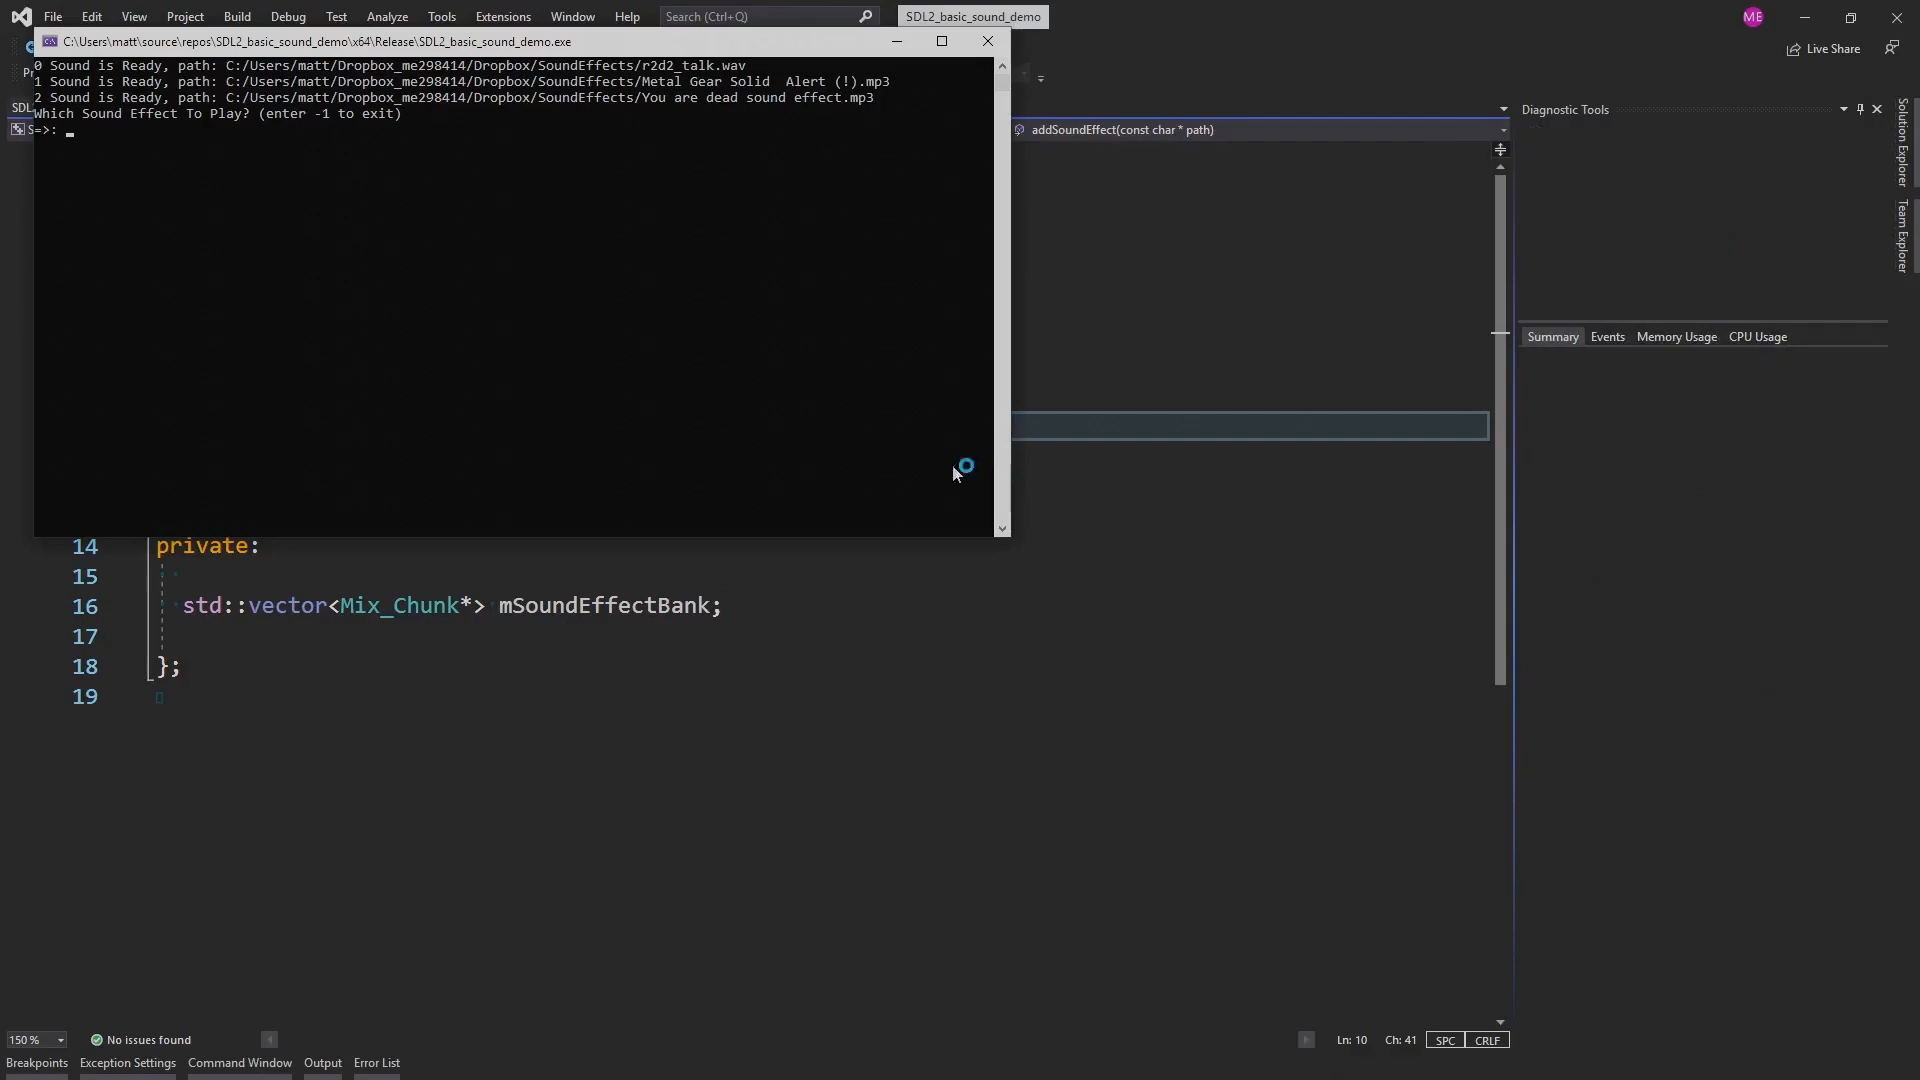 File Edit View Project Build Debug Test Analyze Tools Extensions Window Help Search (Ctrl+Q) SDL2_basic_sound_demo ME
C:\Users\matt\source\repos\SDL2_basic_sound_demo\x64\Release\SDL2_basic_sound_demo.exe
Live Share
0 Sound is Ready, path: C:/Users/matt/Dropbox_me298414/Dropbox/SoundEffects/r2d2_talk.wav
1 Sound is Ready, path: C:/Users/matt/Dropbox_me298414/Dropbox/SoundEffects/Metal Gear Solid  Alert (!).mp3
2 Sound is Ready, path: C:/Users/matt/Dropbox_me298414/Dropbox/SoundEffects/You are dead sound effect.mp3
Which Sound Effect To Play? (enter -1 to exit)
=>: _
Pr
SDL
S
addSoundEffect(const char * path)
Diagnostic Tools
Solution Explorer
Team Explorer
Summary Events Memory Usage CPU Usage
14 private:
15
16 std::vector<Mix_Chunk*> mSoundEffectBank;
17
18 };
19
150 % No issues found Ln: 10 Ch: 41 SPC CRLF
Breakpoints Exception Settings Command Window Output Error List